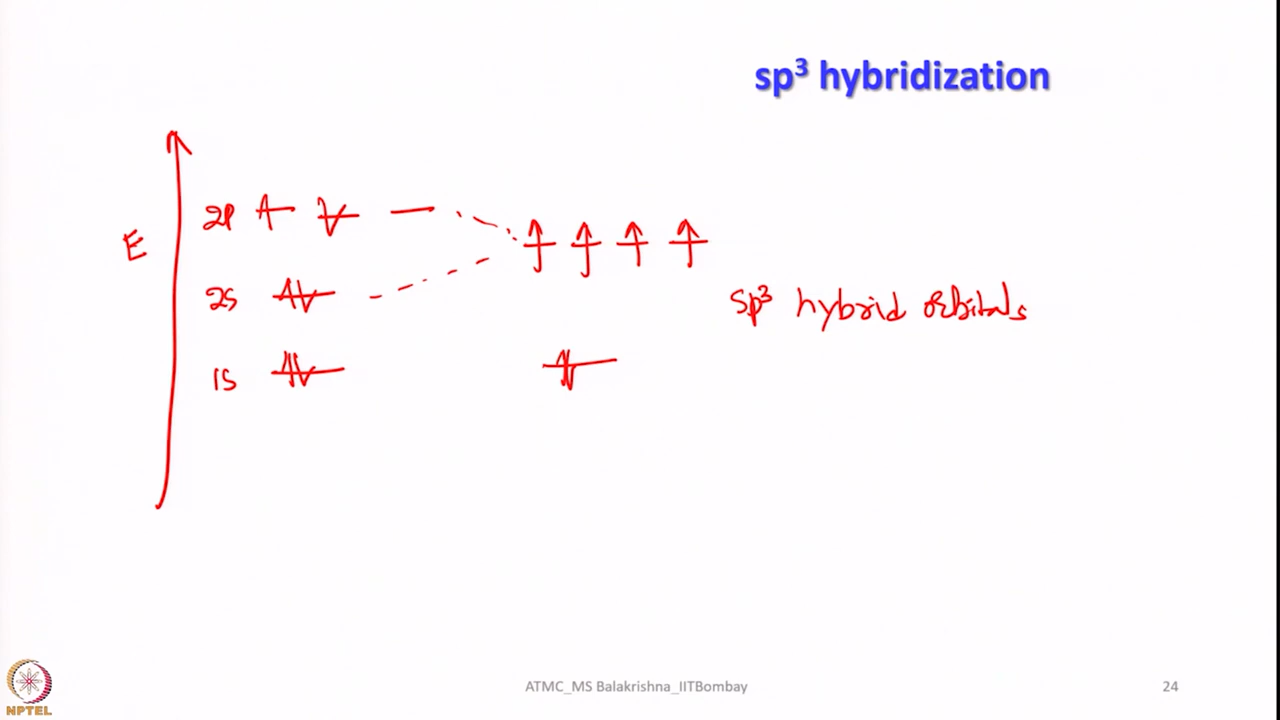 sp³ hybridization
2P
E
2S
sp³ hybrid orbitals
1S
NPTEL
ATMC_MS Balakrishna_IITBombay
24